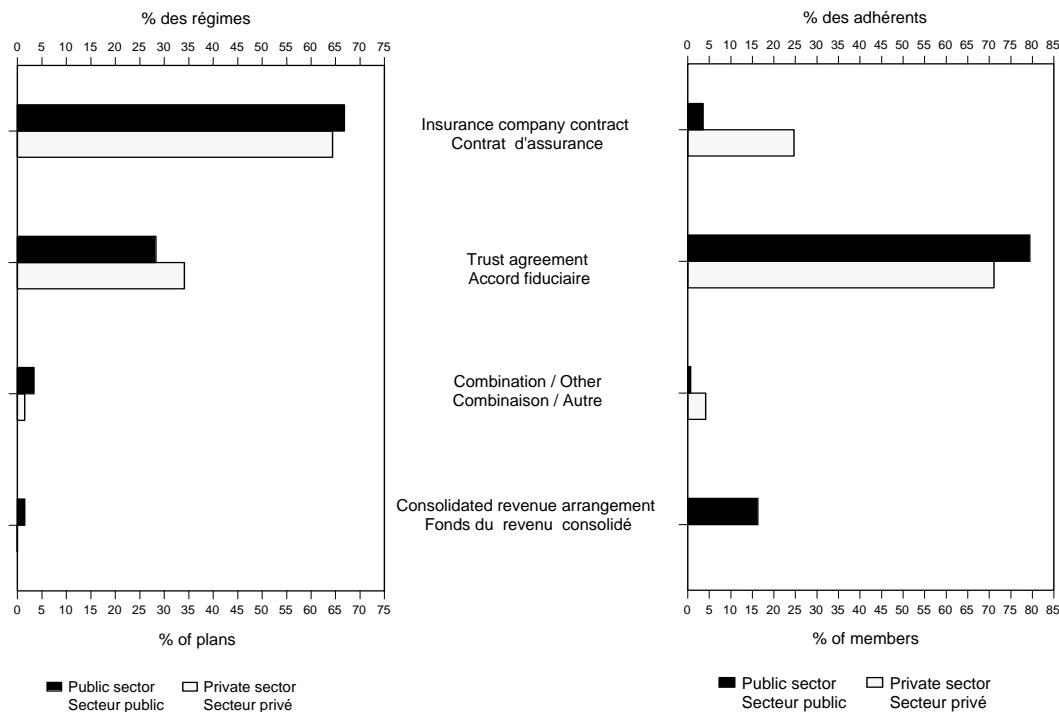 % des régimes
0 5 10 15 20 25 30 35 40 45 50 55 60 65 70 75
% des adhérents
0 5 10 15 20 25 30 35 40 45 50 55 60 65 70 75 80 85
Insurance company contract
Contrat d'assurance
Trust agreement
Accord fiduciaire
Combination / Other
Combinaison / Autre
Consolidated revenue arrangement
Fonds du revenu consolidé
0 5 10 15 20 25 30 35 40 45 50 55 60 65 70 75
% of plans
0 5 10 15 20 25 30 35 40 45 50 55 60 65 70 75 80 85
% of members
Public sector Private sector
Secteur public Secteur privé
Public sector Private sector
Secteur public Secteur privé